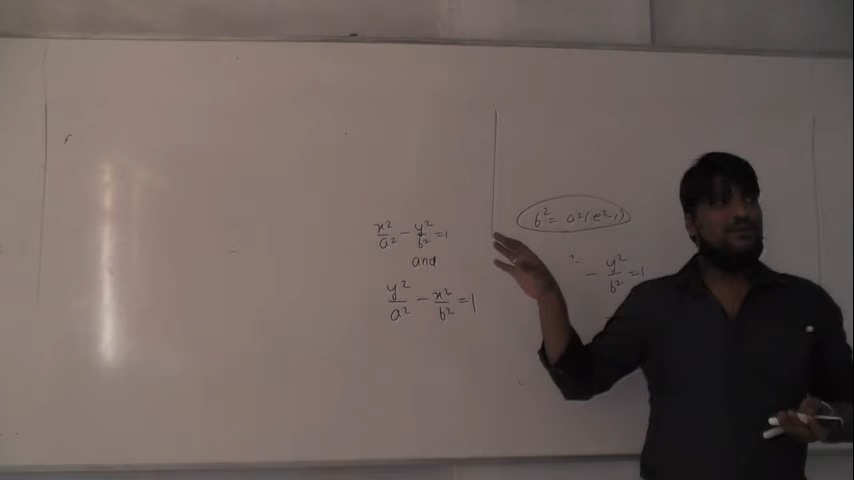 x²/a² - y²/b² = 1
and
y²/a² - x²/b² = 1
b² = a²(e²-1)
- y²/b² = 1